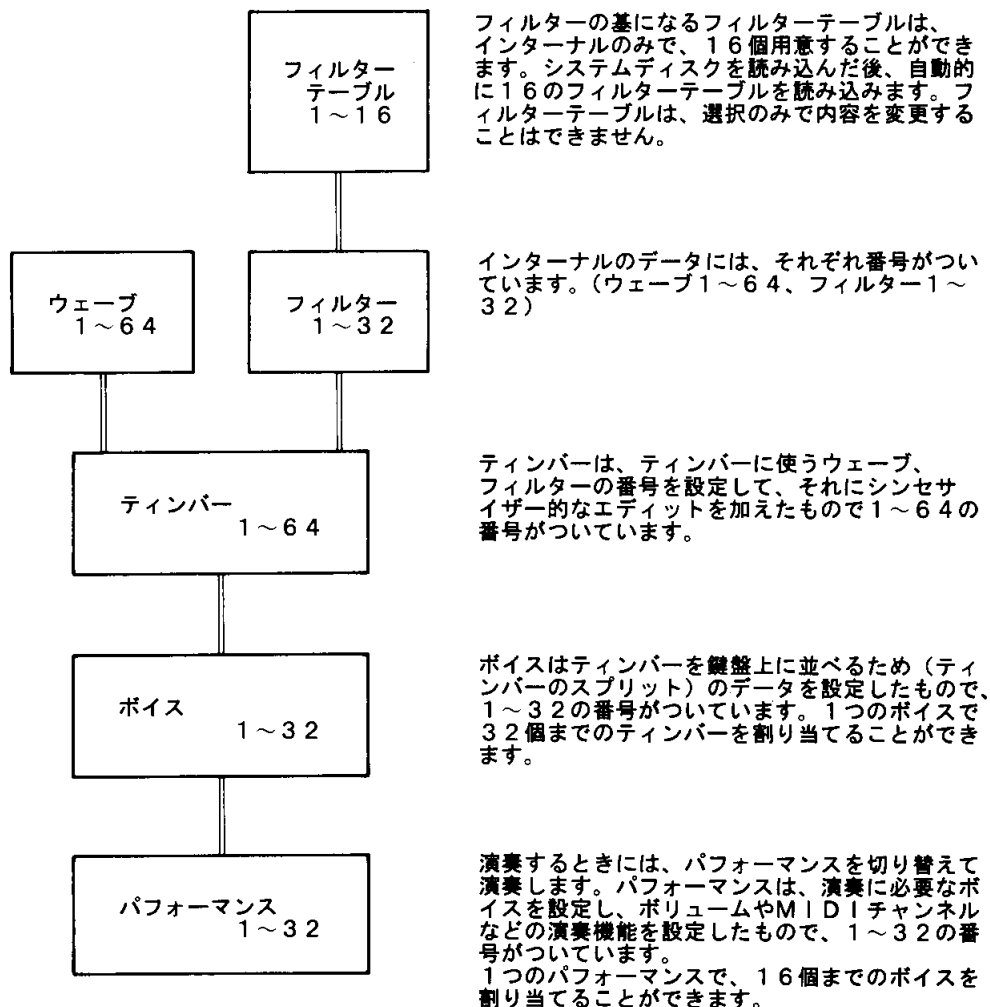 フィルター
テーブル
1～16
フィルターの基になるフィルターテーブルは、
インターナルのみで、16個用意することができ
ます。システムディスクを読み込んだ後、自動的
に16のフィルターテーブルを読み込みます。フ
ィルターテーブルは、選択のみで内容を変更する
ことはできません。
ウェーブ
1～64
フィルター
1～32
インターナルのデータには、それぞれ番号がつい
ています。(ウェーブ1～64、フィルター1～
32)
ティンバー
1～64
ティンバーは、ティンバーに使うウェーブ、
フィルターの番号を設定して、それにシンセサ
イザー的なエディットを加えたもので1～64の
番号がついています。
ボイス
1～32
ボイスはティンバーを鍵盤上に並べるため(ティ
ンバーのスプリット)のデータを設定したもので、
1～32の番号がついています。1つのボイスで
32個までのティンバーを割り当てることができ
ます。
パフォーマンス
1～32
演奏するときには、パフォーマンスを切り替えて
演奏します。パフォーマンスは、演奏に必要なボ
イスを設定し、ボリュームやMIDIチャンネル
などの演奏機能を設定したもので、1～32の番
号がついています。
1つのパフォーマンスで、16個までのボイスを
割り当てることができます。